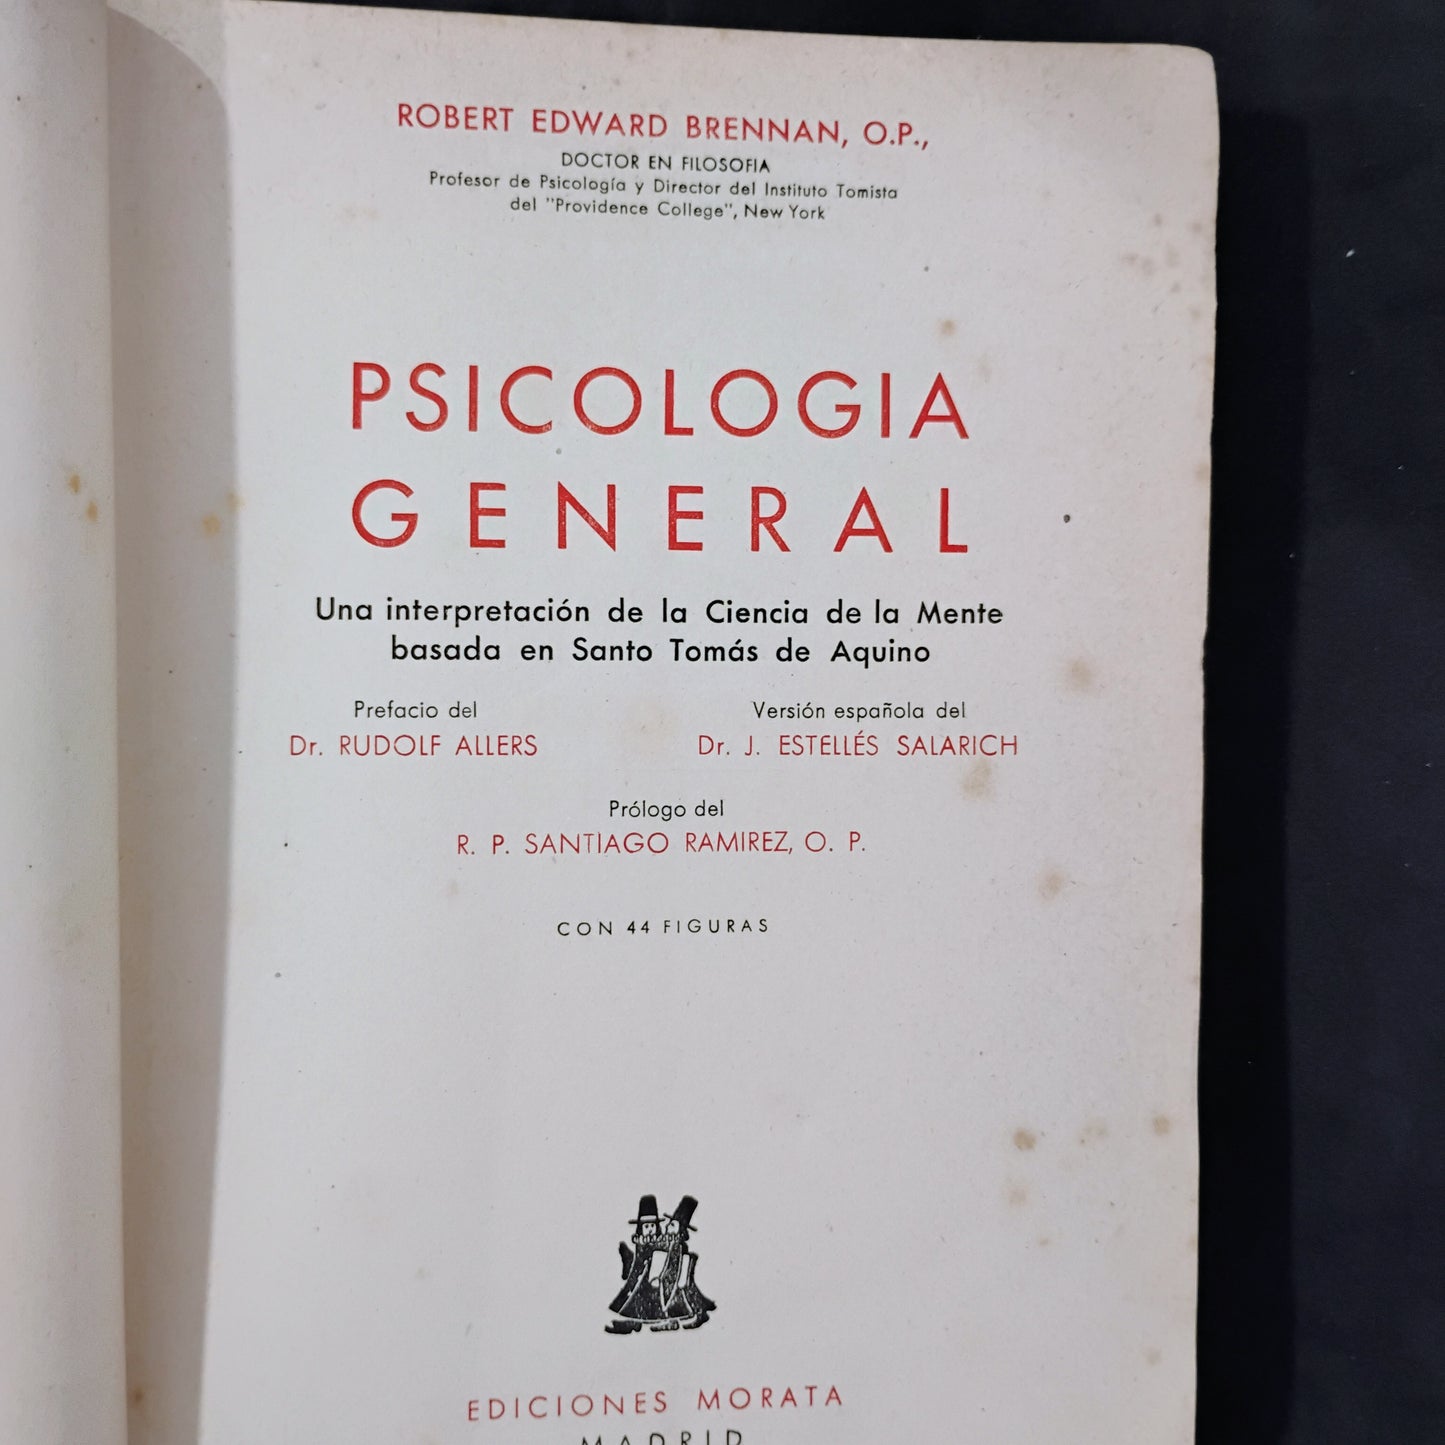 ROBERT EDWARD BRENNAN, O.P.,
DOCTOR EN FILOSOFIA
Profesor de Psicología y Director del Instituto Tomista
del "Providence College", New York
PSICOLOGIA
GENERAL
Una interpretación de la Ciencia de la Mente
basada en Santo Tomás de Aquino
Prefacio del
Dr. RUDOLF ALLERS
Versión española del
Dr. J. ESTELLÉS SALARICH
Prólogo del
R. P. SANTIAGO RAMIREZ, O. P.
CON 44 FIGURAS
EDICIONES MORATA
MADRID